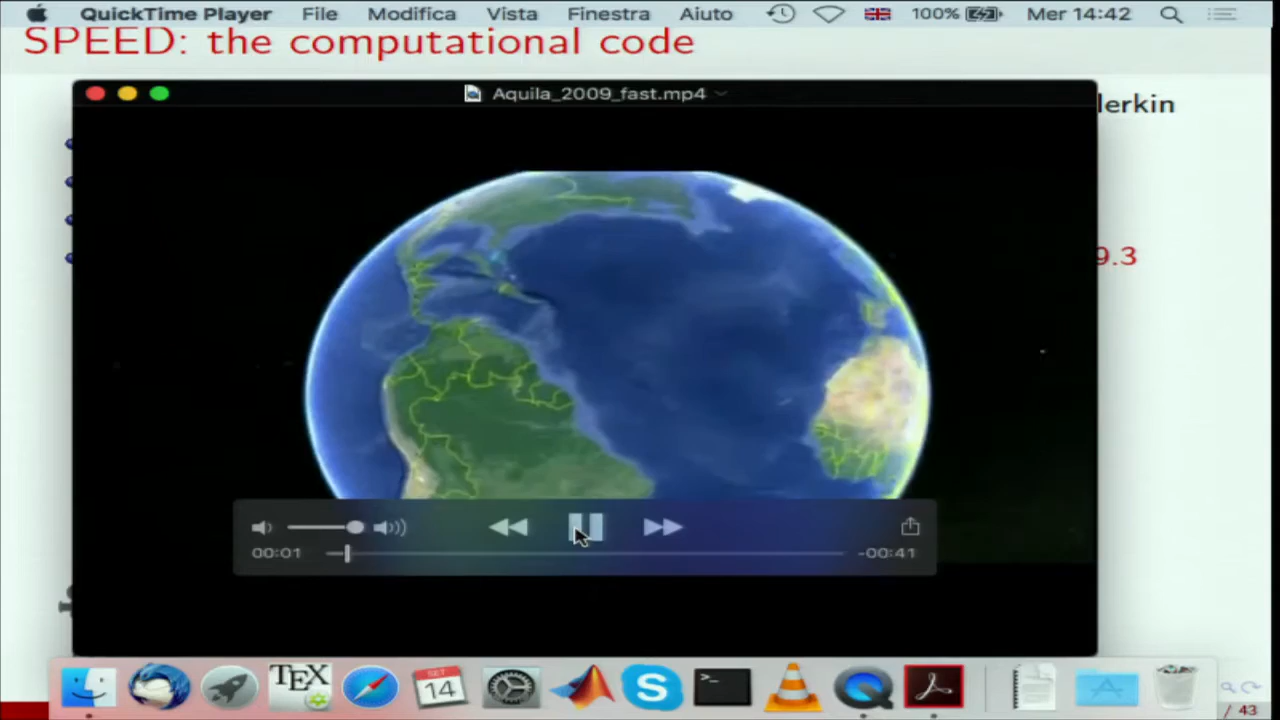 QuickTime Player File Modifica Vista Finestra Aiuto 100% Mer 14:42
SPEED: the computational code
Aquila_2009_fast.mp4
lerkin
9.3
00:01 -00:41
TEX
SET
14
S
>_
/ 43